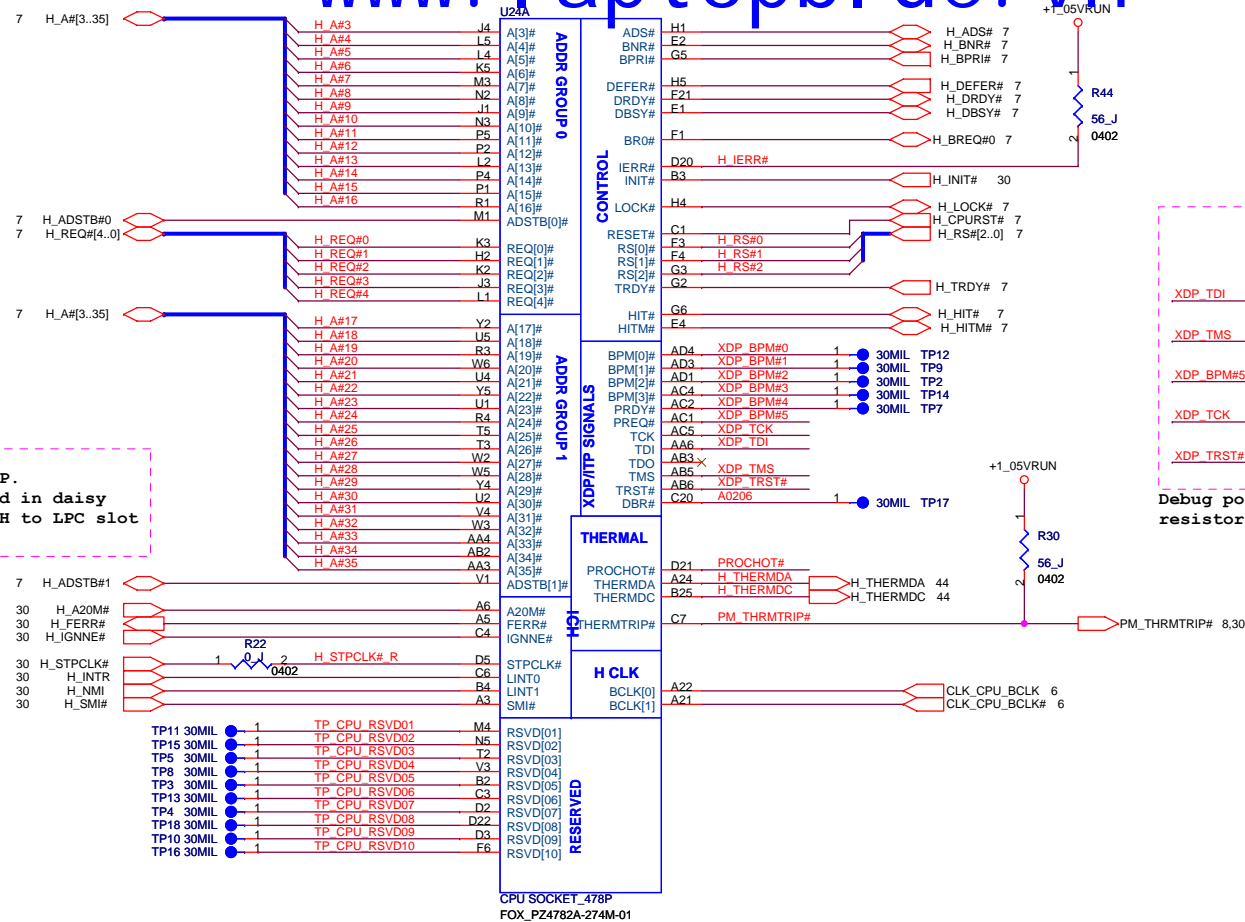 www.laptopblue.vn
U24A
+1_05VRUN
7 H_A#[3..35]
H_A#3 J4 A[3]#
H_A#4 L5 A[4]#
H_A#5 L4 A[5]#
H_A#6 K5 A[6]#
H_A#7 M3 A[7]#
H_A#8 N2 A[8]#
H_A#9 J1 A[9]#
H_A#10 N3 A[10]#
H_A#11 P5 A[11]#
H_A#12 P2 A[12]#
H_A#13 L2 A[13]#
H_A#14 P4 A[14]#
H_A#15 P1 A[15]#
H_A#16 R1 A[16]#
7 H_ADSTB#0 M1 ADSTB[0]#
7 H_REQ#[4..0]
H_REQ#0 K3 REQ[0]#
H_REQ#1 H2 REQ[1]#
H_REQ#2 K2 REQ[2]#
H_REQ#3 J3 REQ[3]#
H_REQ#4 L1 REQ[4]#
ADDR GROUP 0
7 H_A#[3..35]
H_A#17 Y2 A[17]#
H_A#18 U5 A[18]#
H_A#19 R3 A[19]#
H_A#20 W6 A[20]#
H_A#21 U4 A[21]#
H_A#22 Y5 A[22]#
H_A#23 U1 A[23]#
H_A#24 R4 A[24]#
H_A#25 T5 A[25]#
H_A#26 T3 A[26]#
H_A#27 W2 A[27]#
H_A#28 W5 A[28]#
H_A#29 Y4 A[29]#
H_A#30 U2 A[30]#
H_A#31 V4 A[31]#
H_A#32 W3 A[32]#
H_A#33 AA4 A[33]#
H_A#34 AB2 A[34]#
H_A#35 AA3 A[35]#
7 H_ADSTB#1 V1 ADSTB[1]#
ADDR GROUP 1
P.
d in daisy
H to LPC slot
30 H_A20M# A6 A20M#
30 H_FERR# A5 FERR#
30 H_IGNNE# C4 IGNNE#
ICH
R22
30 H_STPCLK# 1 0_J 2 H_STPCLK#_R D5 STPCLK#
0402
30 H_INTR C6 LINT0
30 H_NMI B4 LINT1
30 H_SMI# A3 SMI#
TP11 30MIL 1 TP_CPU_RSVD01 M4 RSVD[01]
TP15 30MIL 1 TP_CPU_RSVD02 N5 RSVD[02]
TP5 30MIL 1 TP_CPU_RSVD03 T2 RSVD[03]
TP8 30MIL 1 TP_CPU_RSVD04 V3 RSVD[04]
TP3 30MIL 1 TP_CPU_RSVD05 B2 RSVD[05]
TP13 30MIL 1 TP_CPU_RSVD06 C3 RSVD[06]
TP4 30MIL 1 TP_CPU_RSVD07 D2 RSVD[07]
TP18 30MIL 1 TP_CPU_RSVD08 D22 RSVD[08]
TP10 30MIL 1 TP_CPU_RSVD09 D3 RSVD[09]
TP16 30MIL 1 TP_CPU_RSVD10 F6 RSVD[10]
RESERVED
CPU SOCKET_478P
FOX_PZ4782A-274M-01
CONTROL
ADS# H1 H_ADS# 7
BNR# E2 H_BNR# 7
BPRI# G5 H_BPRI# 7
DEFER# H5 H_DEFER# 7
DRDY# F21 H_DRDY# 7
DBSY# E1 H_DBSY# 7
BR0# F1 H_BREQ#0 7
IERR# D20 H_IERR#
INIT# B3 H_INIT# 30
LOCK# H4 H_LOCK# 7
RESET# C1 H_CPURST# 7
RS[0]# F3 H_RS#0 H_RS#[2..0] 7
RS[1]# F4 H_RS#1
RS[2]# G3 H_RS#2
TRDY# G2 H_TRDY# 7
HIT# G6 H_HIT# 7
HITM# E4 H_HITM# 7
1
R44
56_J
2 0402
XDP/ITP SIGNALS
BPM[0]# AD4 XDP_BPM#0 1 30MIL TP12
BPM[1]# AD3 XDP_BPM#1 1 30MIL TP9
BPM[2]# AD1 XDP_BPM#2 1 30MIL TP2
BPM[3]# AC4 XDP_BPM#3 1 30MIL TP14
PRDY# AC2 XDP_BPM#4 1 30MIL TP7
PREQ# AC1 XDP_BPM#5
TCK AC5 XDP_TCK
TDI AA6 XDP_TDI
TDO AB3
TMS AB5 XDP_TMS
TRST# AB6 XDP_TRST#
DBR# C20 A0206 1 30MIL TP17
THERMAL
PROCHOT# D21 PROCHOT#
THERMDA A24 H_THERMDA H_THERMDA 44
THERMDC B25 H_THERMDC H_THERMDC 44
THERMTRIP# C7 PM_THRMTRIP# PM_THRMTRIP# 8,30
+1_05VRUN
1
R30
56_J
2 0402
H CLK
BCLK[0] A22 CLK_CPU_BCLK 6
BCLK[1] A21 CLK_CPU_BCLK# 6
XDP_TDI
XDP_TMS
XDP_BPM#5
XDP_TCK
XDP_TRST#
Debug po
resistor